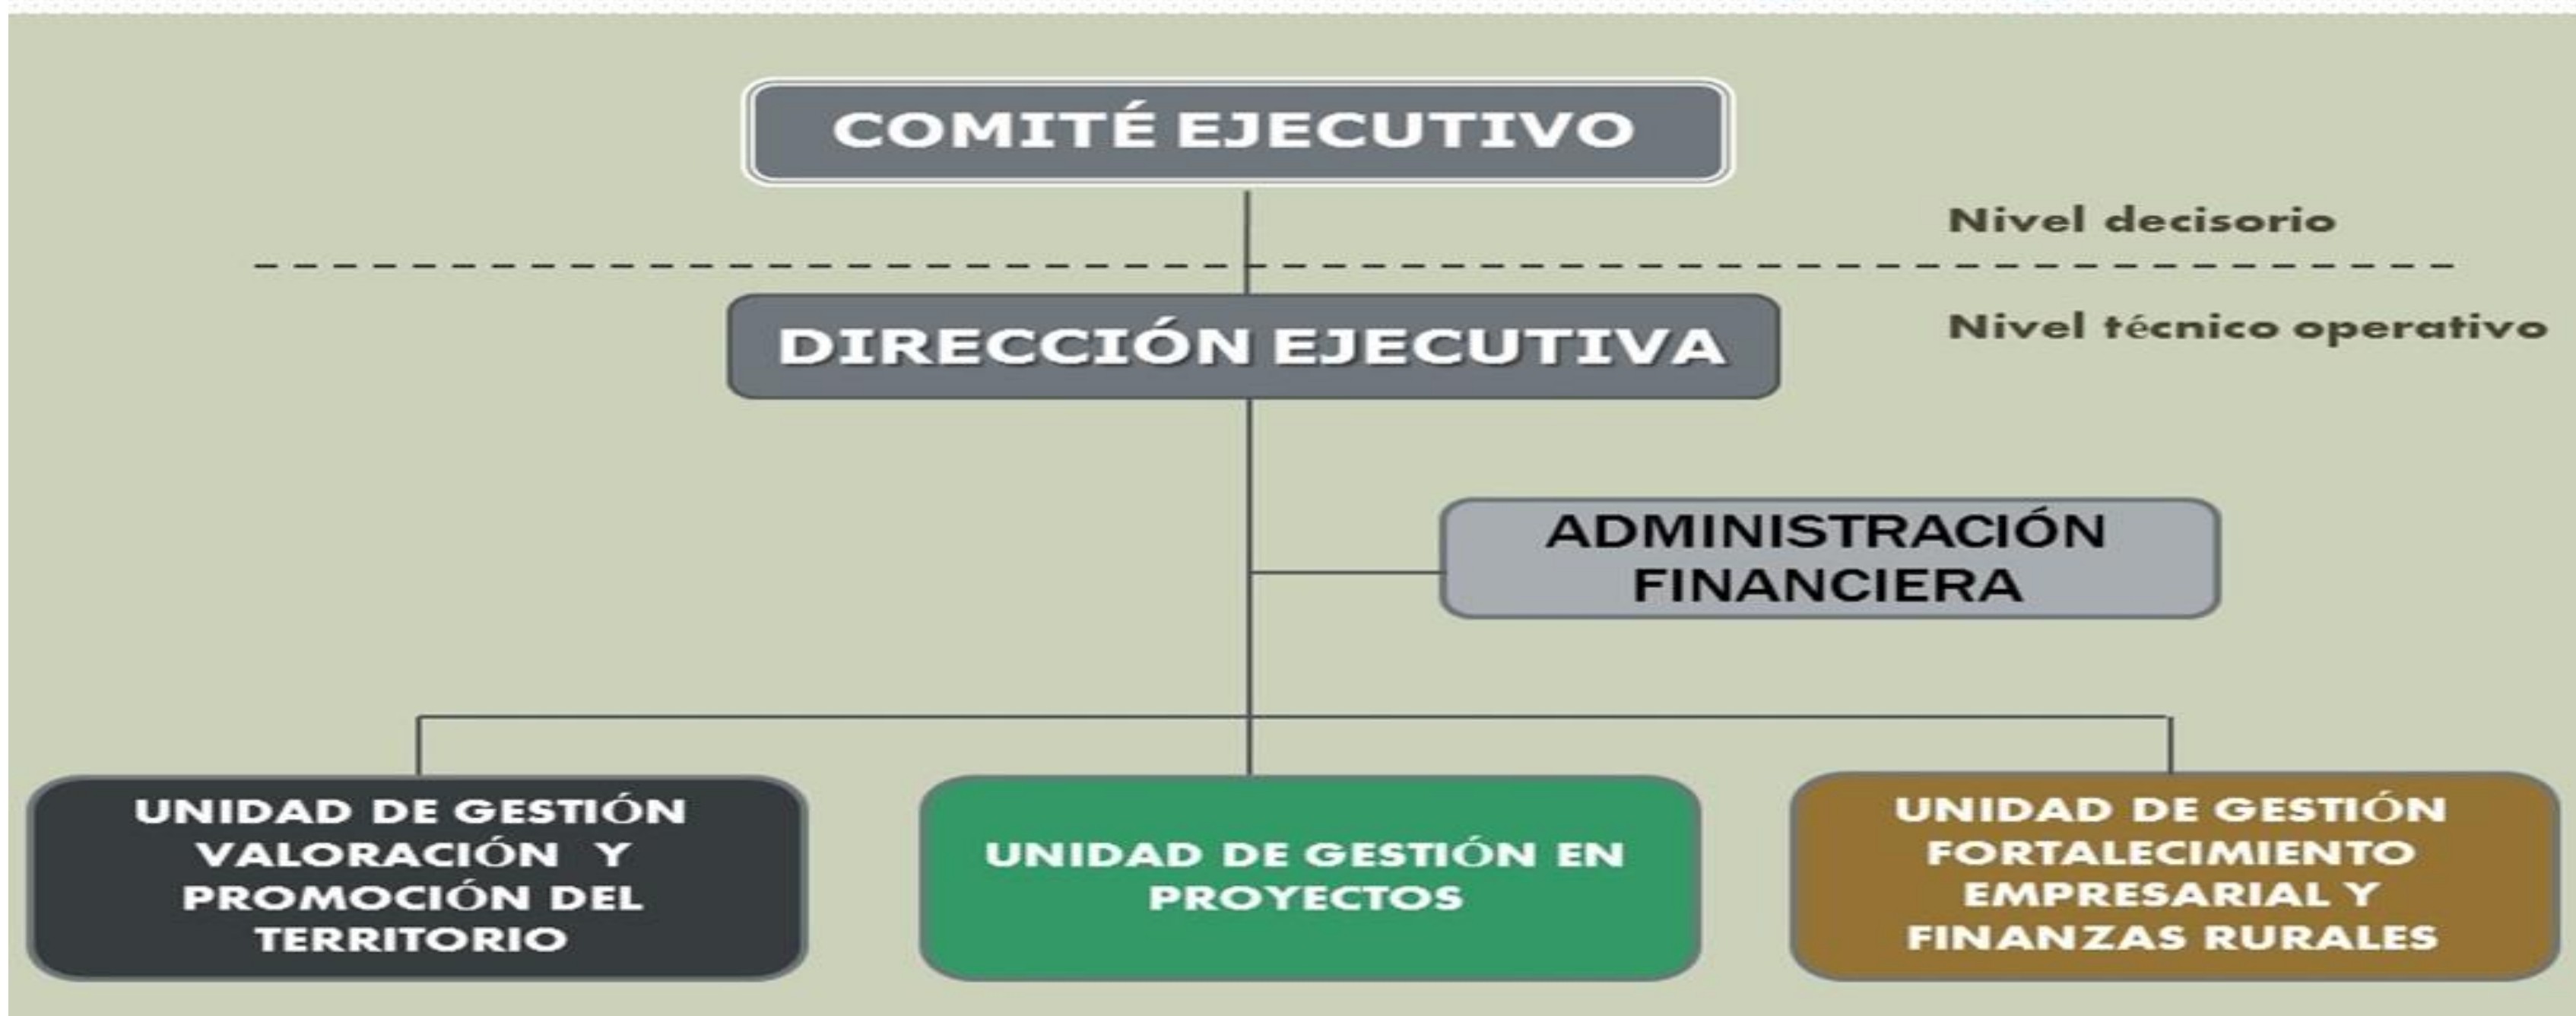 COMITÉ EJECUTIVO
Nivel decisorio
DIRECCIÓN EJECUTIVA
Nivel técnico operativo
ADMINISTRACIÓN
FINANCIERA
UNIDAD DE GESTIÓN
VALORACIÓN Y
PROMOCIÓN DEL
TERRITORIO
UNIDAD DE GESTIÓN EN
PROYECTOS
UNIDAD DE GESTIÓN
FORTALECIMIENTO
EMPRESARIAL Y
FINANZAS RURALES